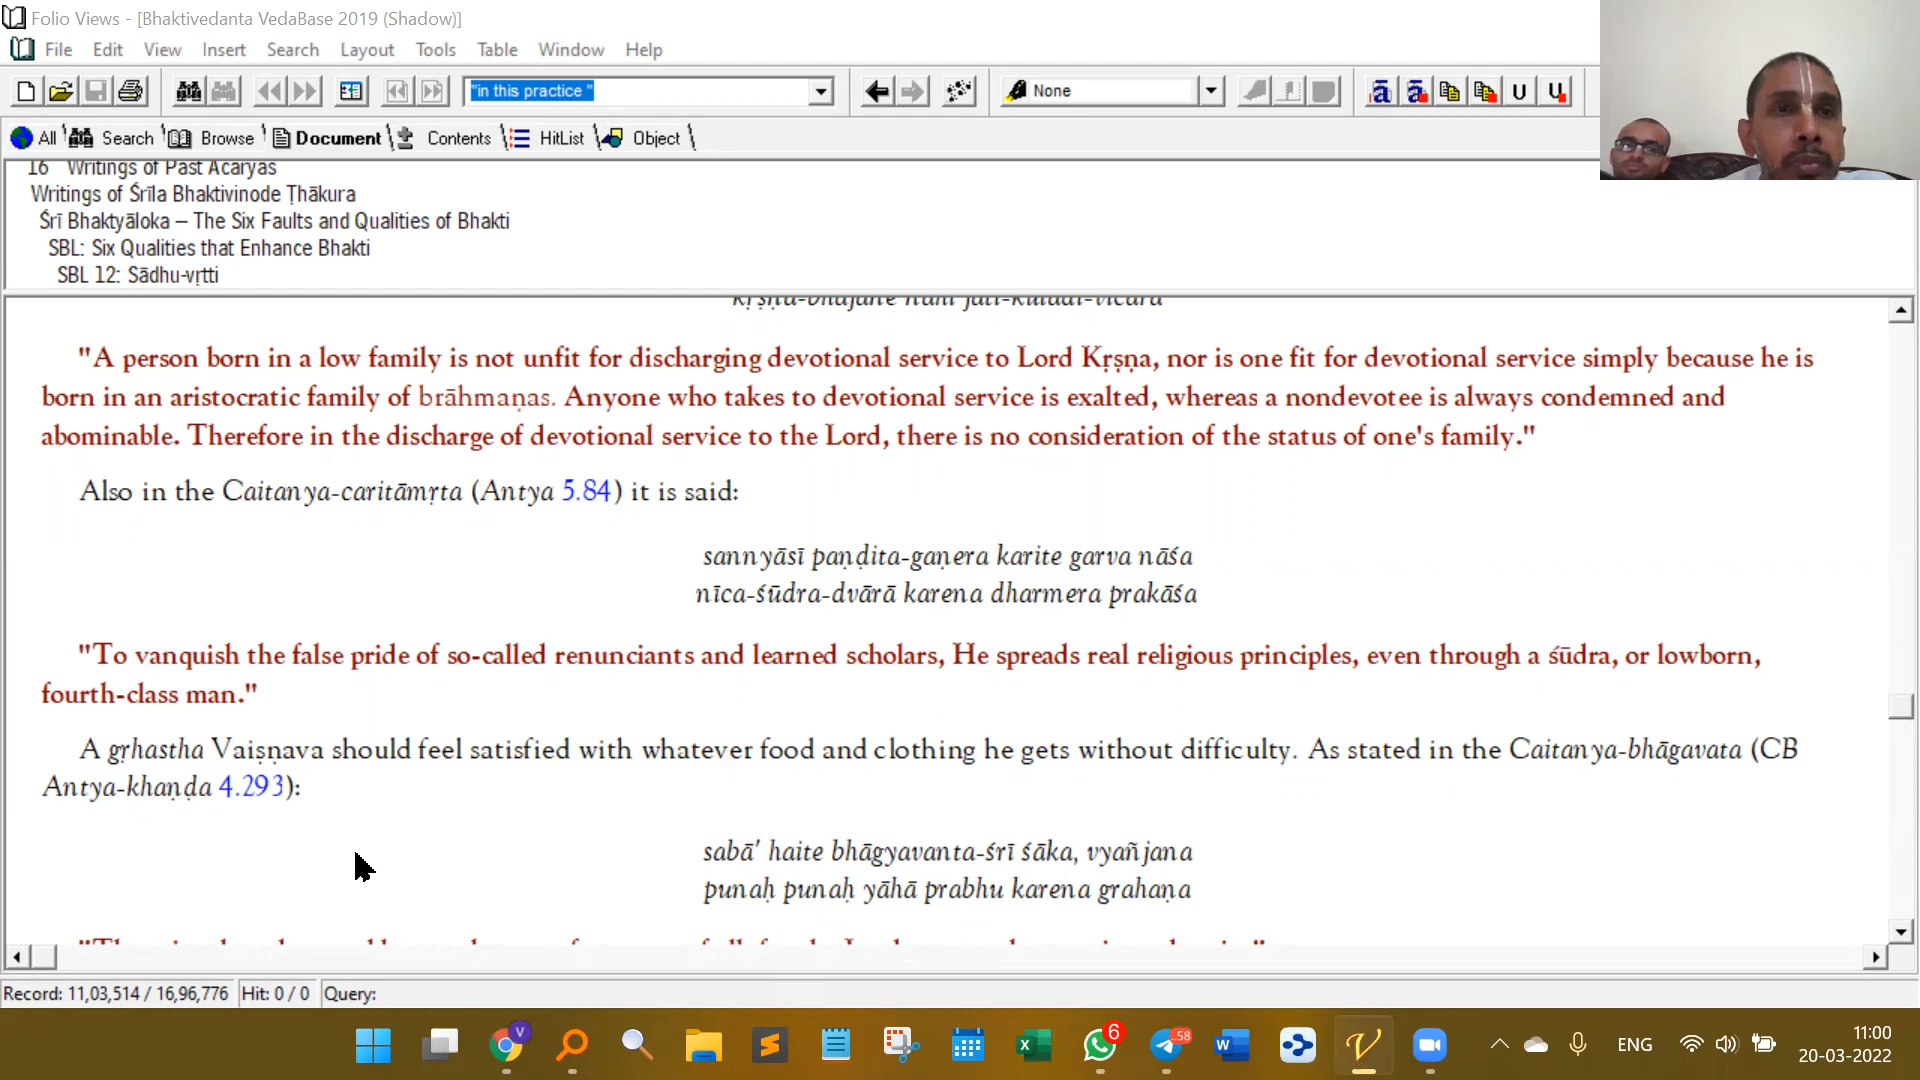 Folio Views - [Bhaktivedanta VedaBase 2019 (Shadow)]
File Edit View Insert Search Layout Tools Table Window Help
"in this practice " None
All Search Browse Document Contents HitList Object
16 Writings of Past Ācāryas
Writings of Śrīla Bhaktivinode Ṭhākura
Śrī Bhaktyāloka – The Six Faults and Qualities of Bhakti
SBL: Six Qualities that Enhance Bhakti
SBL 12: Sādhu-vṛtti
kṛṣṇa-bhajane nāhi jāti-kulādi-vicāra
"A person born in a low family is not unfit for discharging devotional service to Lord Kṛṣṇa, nor is one fit for devotional service simply because he is
born in an aristocratic family of brāhmaṇas. Anyone who takes to devotional service is exalted, whereas a nondevotee is always condemned and
abominable. Therefore in the discharge of devotional service to the Lord, there is no consideration of the status of one's family."
Also in the Caitanya-caritāmṛta (Antya 5.84) it is said:
sannyāsī paṇḍita-gaṇera karite garva nāśa
nīca-śūdra-dvārā karena dharmera prakāśa
"To vanquish the false pride of so-called renunciants and learned scholars, He spreads real religious principles, even through a śūdra, or lowborn,
fourth-class man."
A gṛhastha Vaiṣṇava should feel satisfied with whatever food and clothing he gets without difficulty. As stated in the Caitanya-bhāgavata (CB
Antya-khaṇḍa 4.293):
sabā' haite bhāgyavanta-śrī śāka, vyañjana
punaḥ punaḥ yāhā prabhu karena grahaṇa
Record: 11,03,514 / 16,96,776 Hit: 0 / 0 Query:
V 6 58 ENG 11:00
20-03-2022